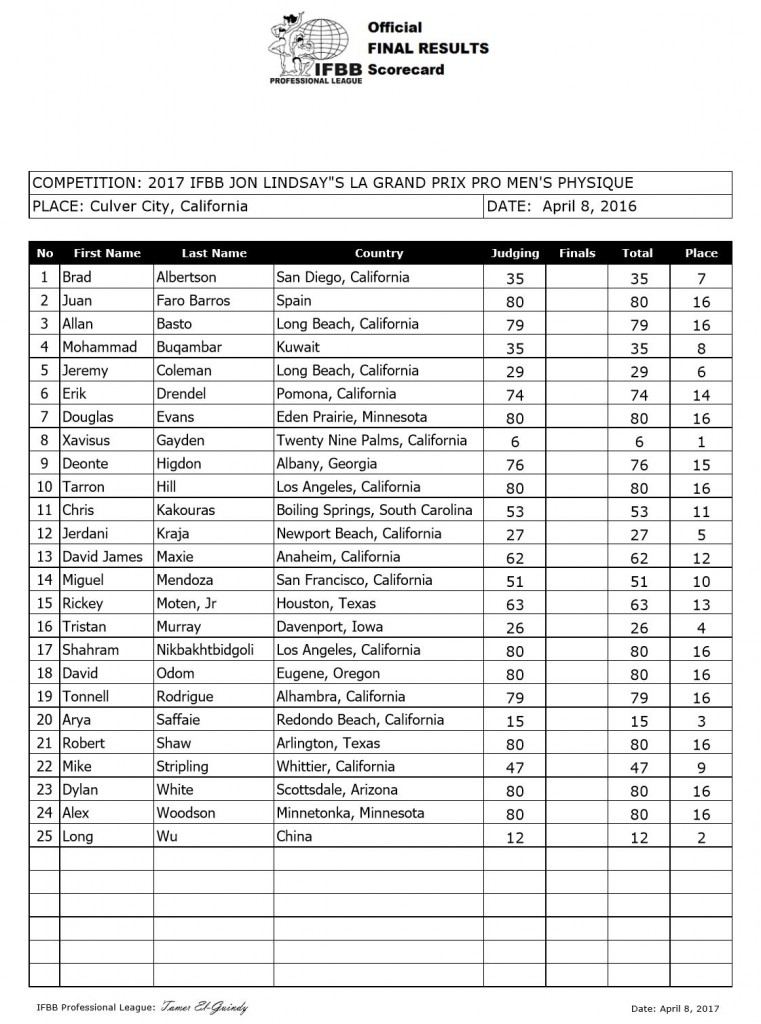 Official
FINAL RESULTS
IFBB Scorecard
PROFESSIONAL LEAGUE
COMPETITION: 2017 IFBB JON LINDSAY"S LA GRAND PRIX PRO MEN'S PHYSIQUE
PLACE: Culver City, California DATE: April 8, 2016
No First Name Last Name Country Judging Finals Total Place
1 Brad Albertson San Diego, California 35 35 7
2 Juan Faro Barros Spain 80 80 16
3 Allan Basto Long Beach, California 79 79 16
4 Mohammad Buqambar Kuwait 35 35 8
5 Jeremy Coleman Long Beach, California 29 29 6
6 Erik Drendel Pomona, California 74 74 14
7 Douglas Evans Eden Prairie, Minnesota 80 80 16
8 Xavisus Gayden Twenty Nine Palms, California 6 6 1
9 Deonte Higdon Albany, Georgia 76 76 15
10 Tarron Hill Los Angeles, California 80 80 16
11 Chris Kakouras Boiling Springs, South Carolina 53 53 11
12 Jerdani Kraja Newport Beach, California 27 27 5
13 David James Maxie Anaheim, California 62 62 12
14 Miguel Mendoza San Francisco, California 51 51 10
15 Rickey Moten, Jr Houston, Texas 63 63 13
16 Tristan Murray Davenport, Iowa 26 26 4
17 Shahram Nikbakhtbidgoli Los Angeles, California 80 80 16
18 David Odom Eugene, Oregon 80 80 16
19 Tonnell Rodrigue Alhambra, California 79 79 16
20 Arya Saffaie Redondo Beach, California 15 15 3
21 Robert Shaw Arlington, Texas 80 80 16
22 Mike Stripling Whittier, California 47 47 9
23 Dylan White Scottsdale, Arizona 80 80 16
24 Alex Woodson Minnetonka, Minnesota 80 80 16
25 Long Wu China 12 12 2
IFBB Professional League: Tamer El-Guindy Date: April 8, 2017